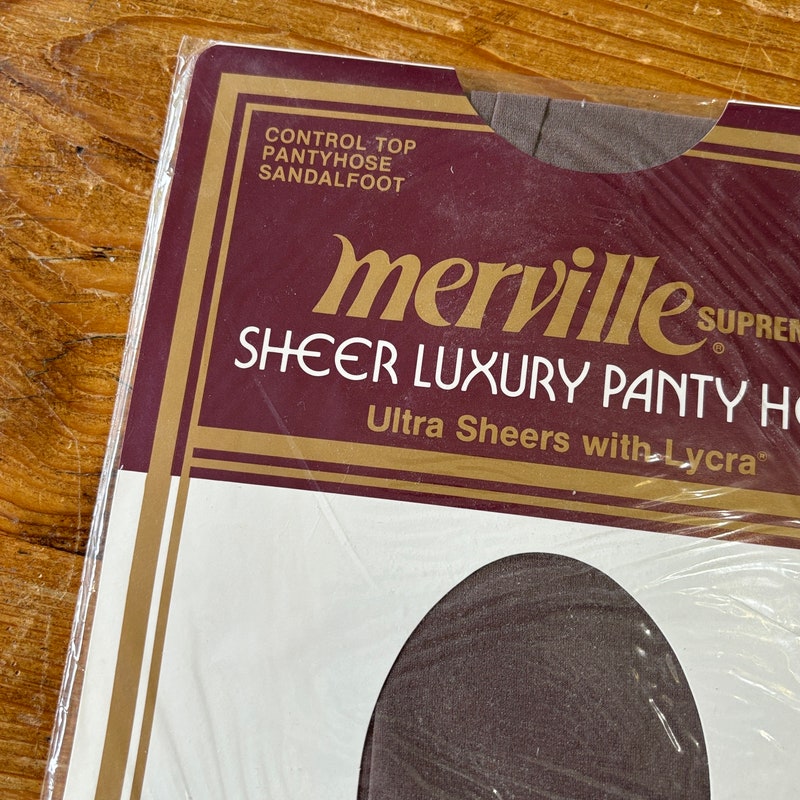 CONTROL TOP
PANTYHOSE
SANDALFOOT
merville® SUPREM
SHEER LUXURY PANTY HO
Ultra Sheers with Lycra®